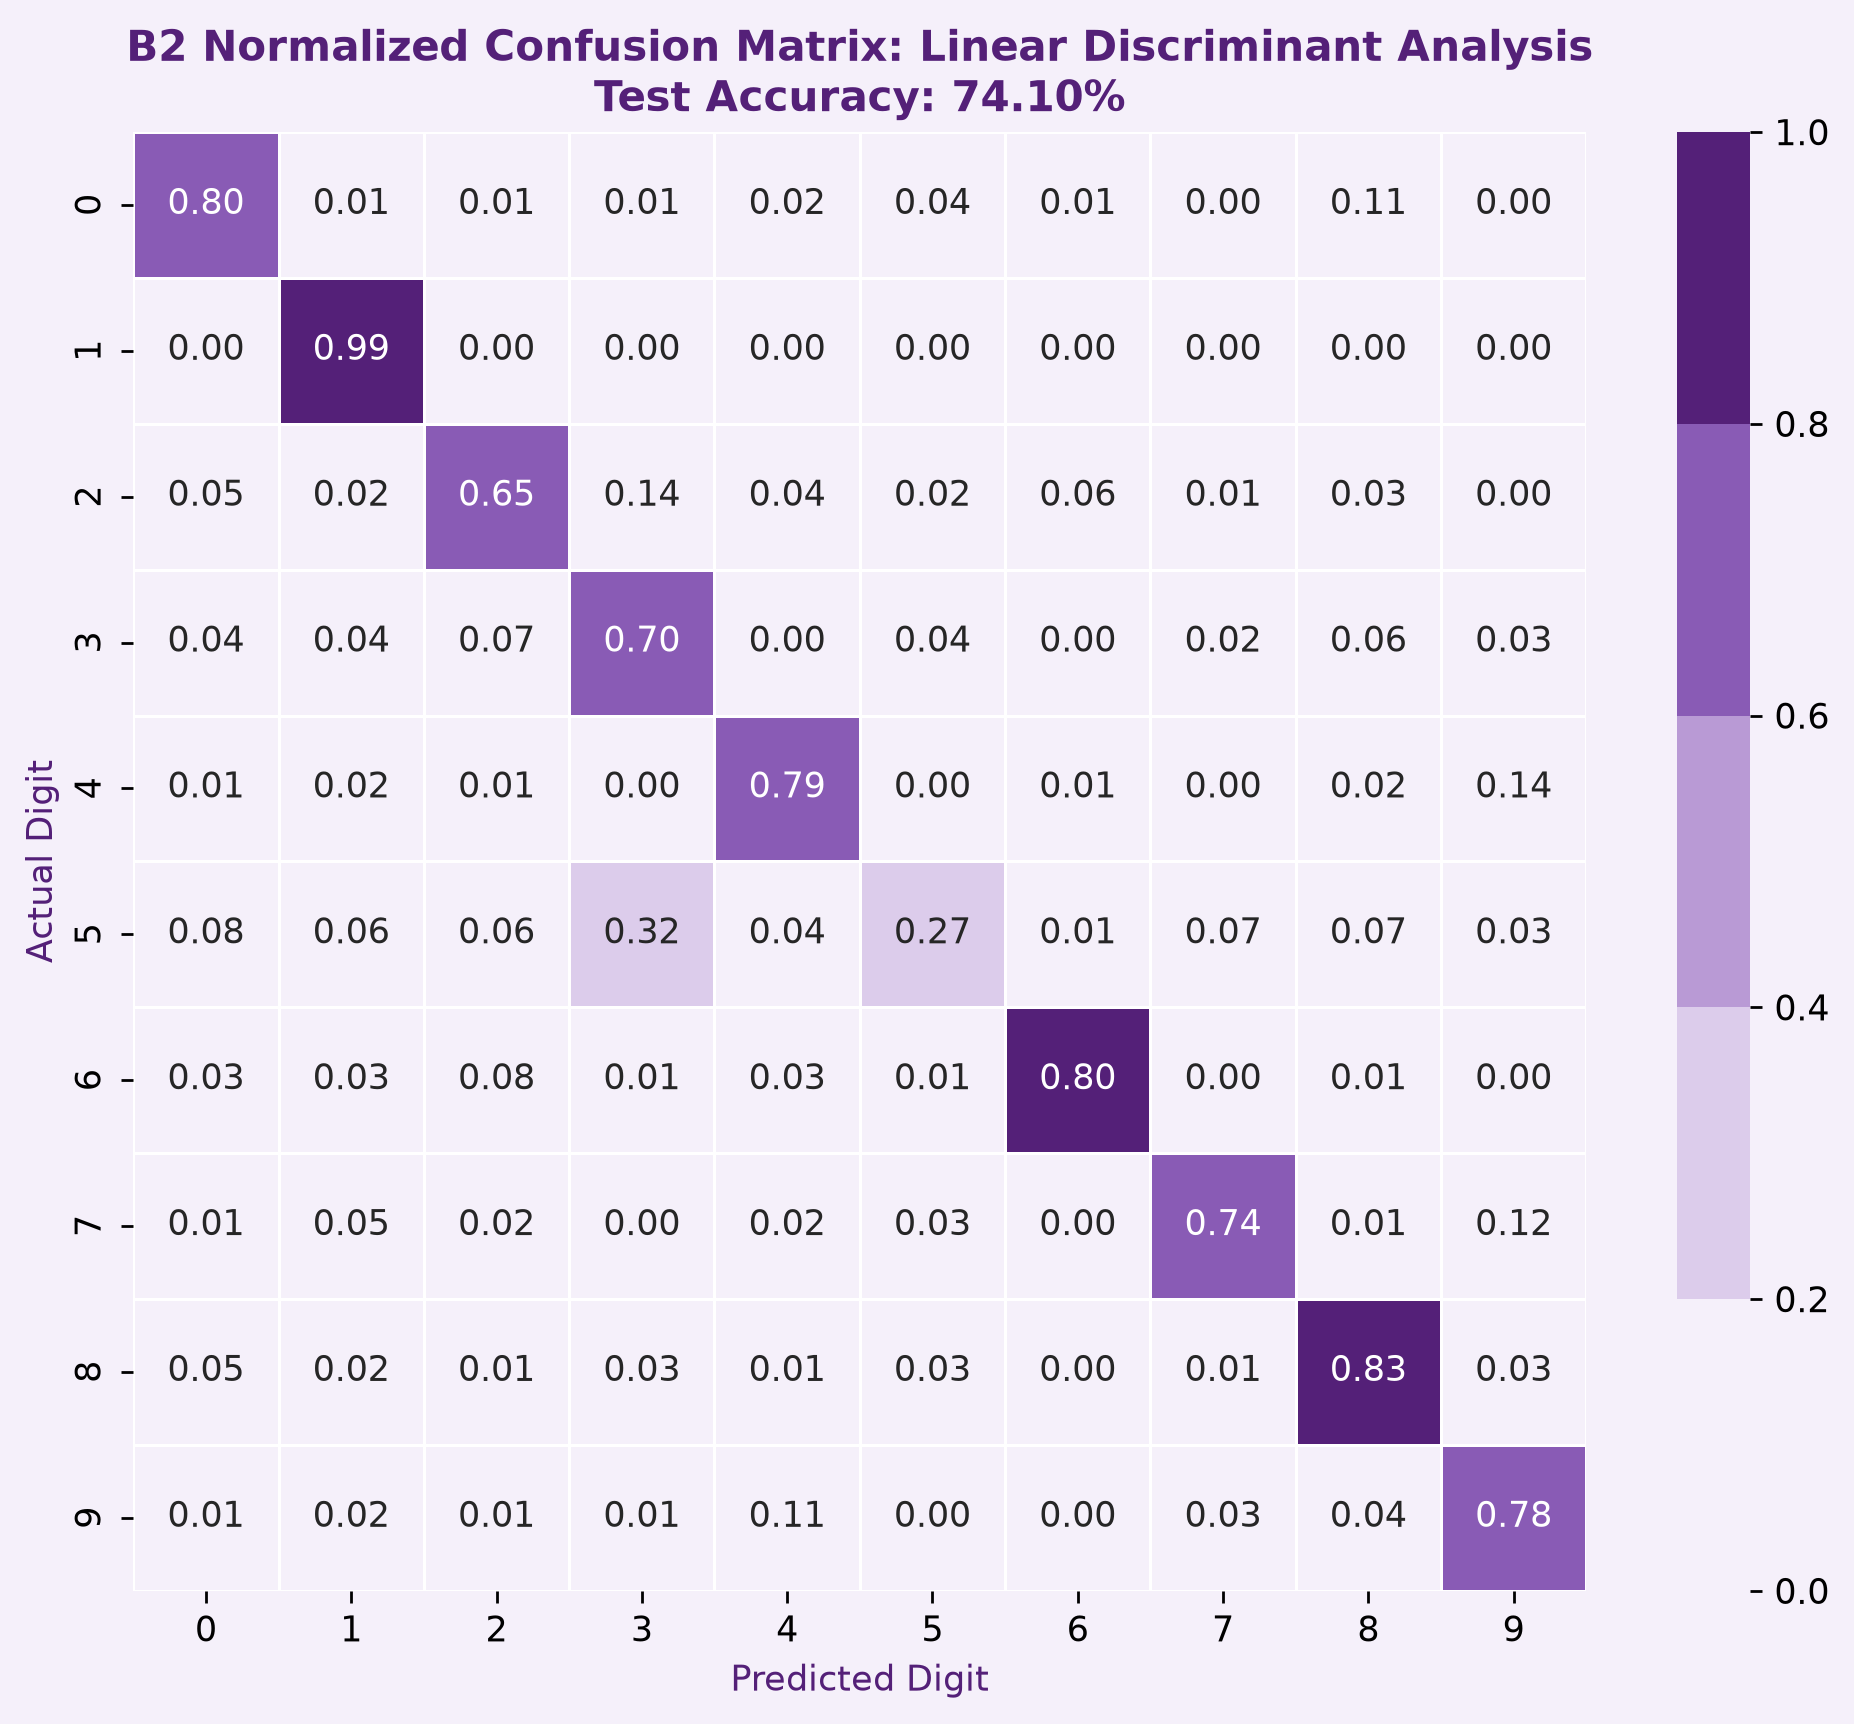 B2 Normalized Confusion Matrix: Linear Discriminant Analysis
Test Accuracy: 74.10%
Actual Digit
0 0.80 0.01 0.01 0.01 0.02 0.04 0.01 0.00 0.11 0.00
1 0.00 0.99 0.00 0.00 0.00 0.00 0.00 0.00 0.00 0.00
2 0.05 0.02 0.65 0.14 0.04 0.02 0.06 0.01 0.03 0.00
3 0.04 0.04 0.07 0.70 0.00 0.04 0.00 0.02 0.06 0.03
4 0.01 0.02 0.01 0.00 0.79 0.00 0.01 0.00 0.02 0.14
5 0.08 0.06 0.06 0.32 0.04 0.27 0.01 0.07 0.07 0.03
6 0.03 0.03 0.08 0.01 0.03 0.01 0.80 0.00 0.01 0.00
7 0.01 0.05 0.02 0.00 0.02 0.03 0.00 0.74 0.01 0.12
8 0.05 0.02 0.01 0.03 0.01 0.03 0.00 0.01 0.83 0.03
9 0.01 0.02 0.01 0.01 0.11 0.00 0.00 0.03 0.04 0.78
0 1 2 3 4 5 6 7 8 9
Predicted Digit
1.0
0.8
0.6
0.4
0.2
0.0